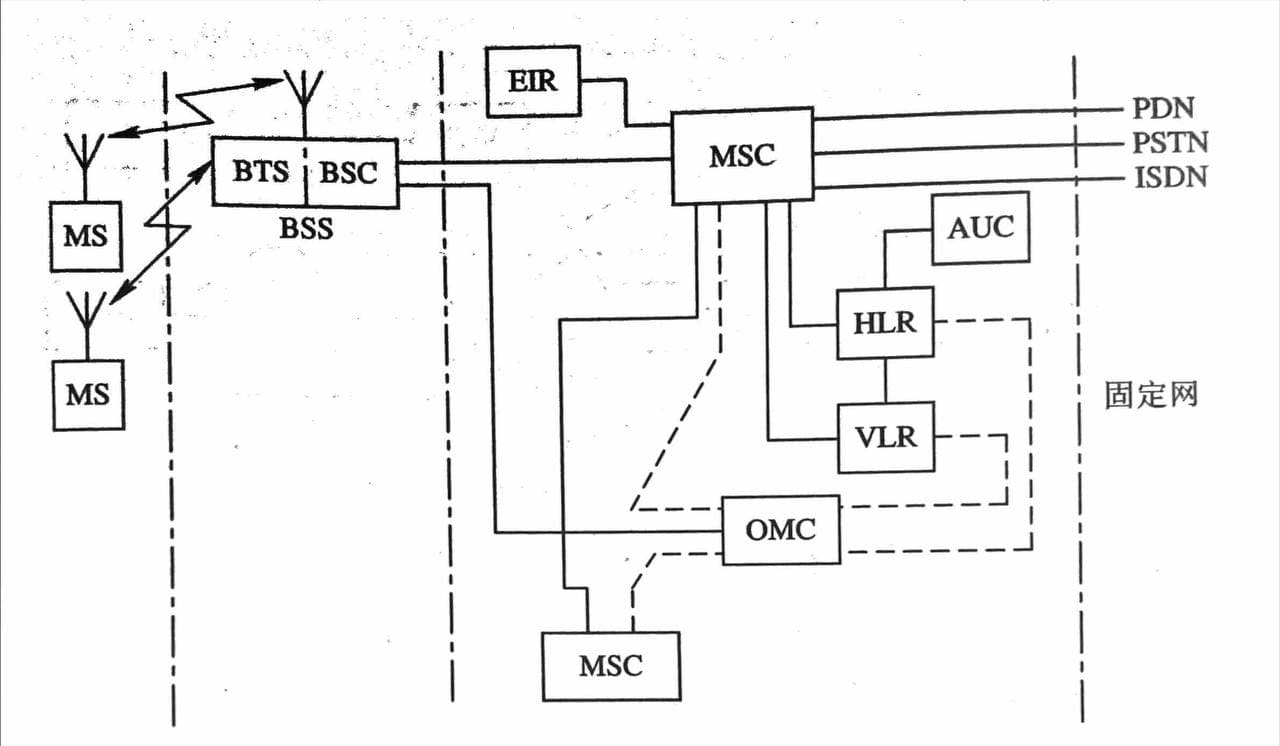 EIR
PDN
MSC
PSTN
BTS
BSC
ISDN
MS
BSS
AUC
HLR
MS
固定网
VLR
OMC
MSC